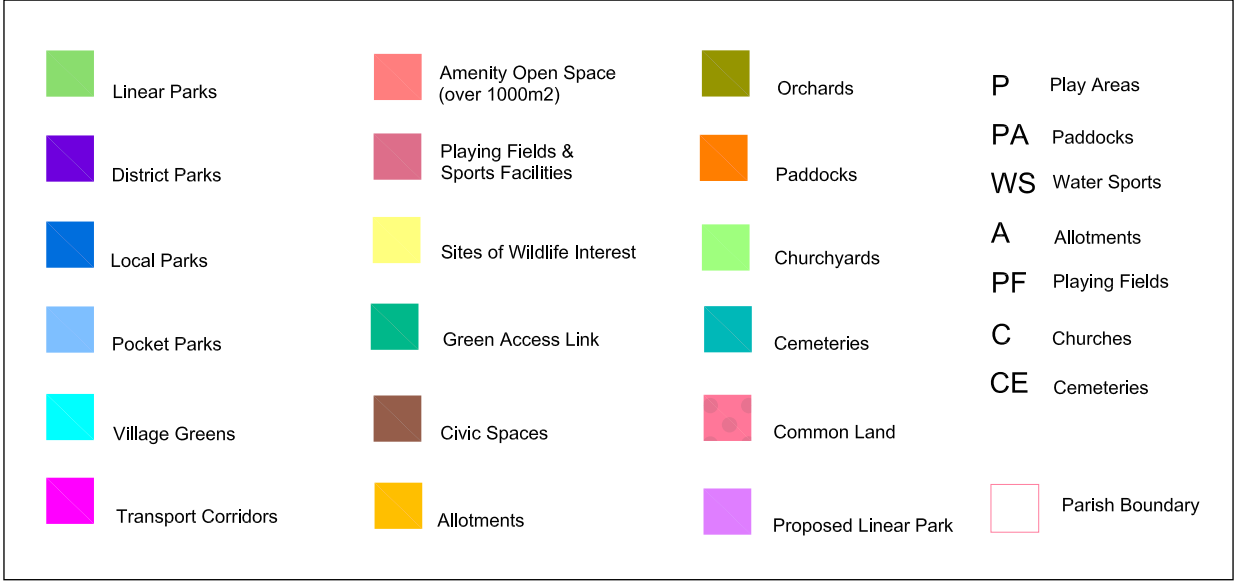 Linear Parks
District Parks
Local Parks
Pocket Parks
Village Greens
Transport Corridors
Amenity Open Space
(over 1000m2)
Playing Fields &
Sports Facilities
Sites of Wildlife Interest
Green Access Link
Civic Spaces
Allotments
Orchards
Paddocks
Churchyards
Cemeteries
Common Land
Proposed Linear Park
P Play Areas
PA Paddocks
WS Water Sports
A Allotments
PF Playing Fields
C Churches
CE Cemeteries
Parish Boundary